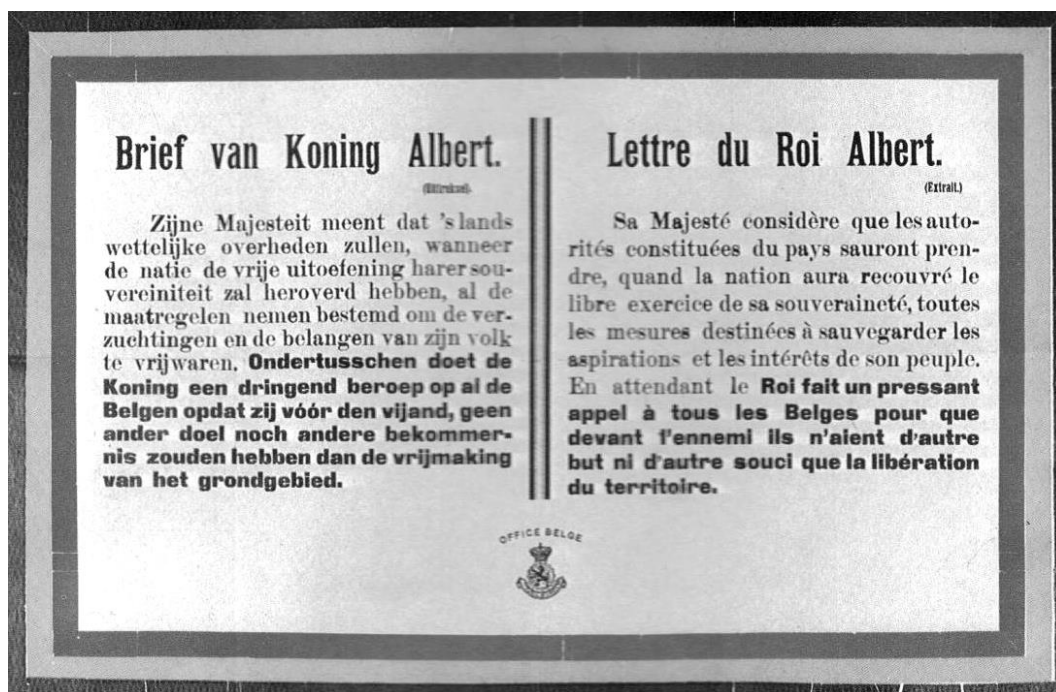 Brief van Koning Albert.
(Uittreksel).
Zijne Majesteit meent dat 'slands
wettelijke overheden zullen, wanneer
de natie de vrije uitoefening harer sou-
vereiniteit zal heroverd hebben, al de
maatregelen nemen bestemd om de ver-
zuchtingen en de belangen van zijn volk
te vrijwaren. Ondertusschen doet de
Koning een dringend beroep op al de
Belgen opdat zij vóór den vijand, geen
ander doel noch andere bekommer-
nis zouden hebben dan de vrijmaking
van het grondgebied.
Lettre du Roi Albert.
(Extrait.)
Sa Majesté considère que les auto-
rités constituées du pays sauront pren-
dre, quand la nation aura recouvré le
libre exercice de sa souveraineté, toutes
les mesures destinées à sauvegarder les
aspirations et les intérêts de son peuple.
En attendant le Roi fait un pressant
appel à tous les Belges pour que
devant l'ennemi ils n'aient d'autre
but ni d'autre souci que la libération
du territoire.
OFFICE BELGE